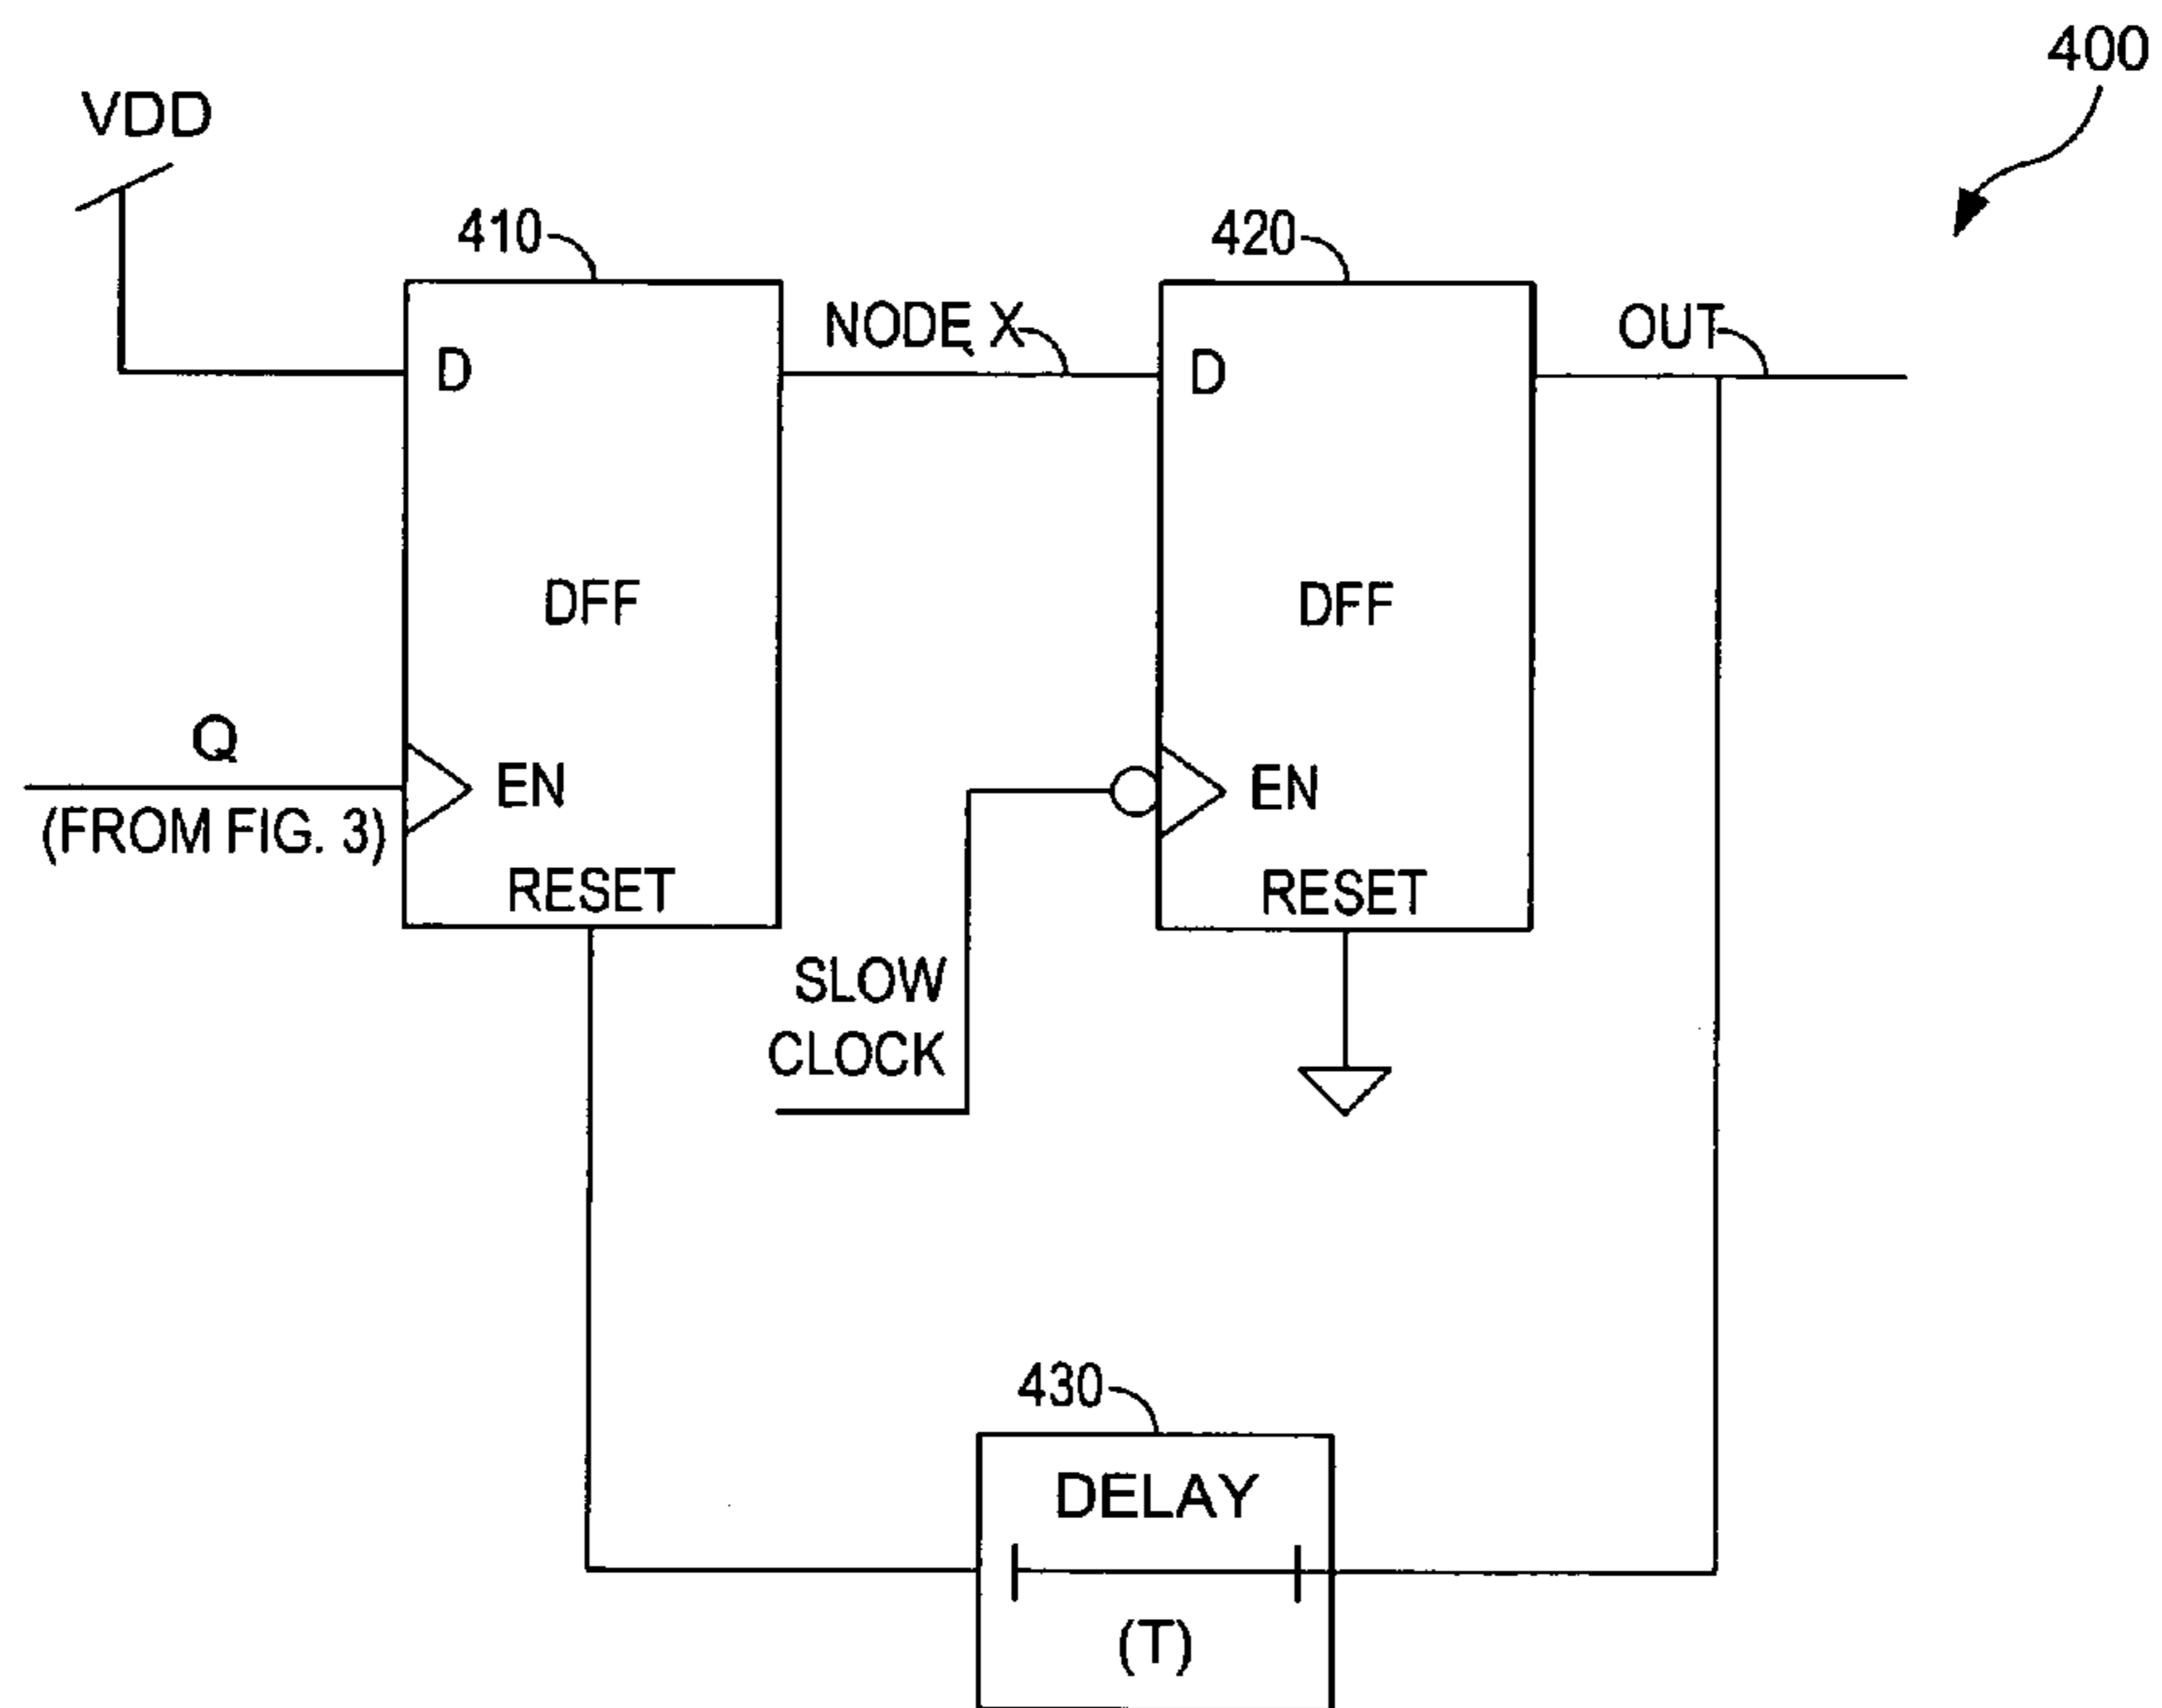 400
VDD
410
420
NODE X
OUT
D
D
DFF
DFF
Q
(FROM FIG. 3)
EN
EN
RESET
RESET
SLOW
CLOCK
430
DELAY
(T)